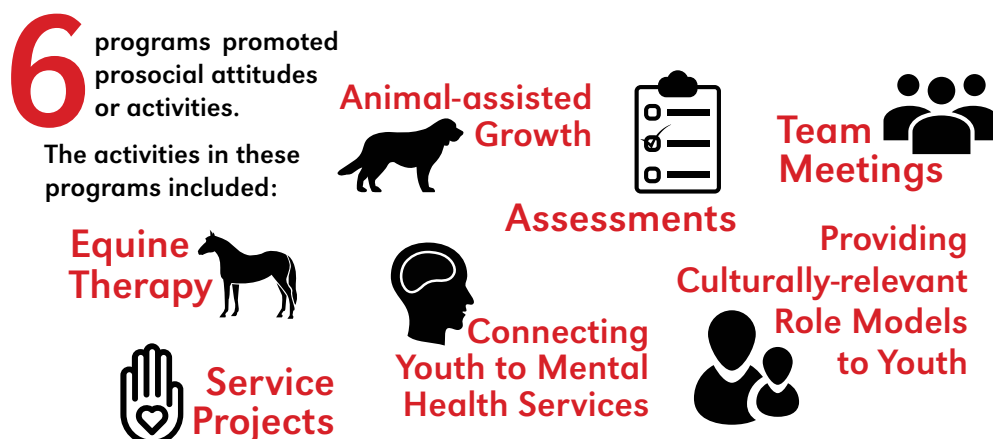 6
programs promoted
prosocial attitudes
or activities.
The activities in these
programs included:
Animal-assisted
Growth
Assessments
Team
Meetings
Equine
Therapy
Connecting
Youth to Mental
Health Services
Providing
Culturally-relevant
Role Models
to Youth
Service
Projects